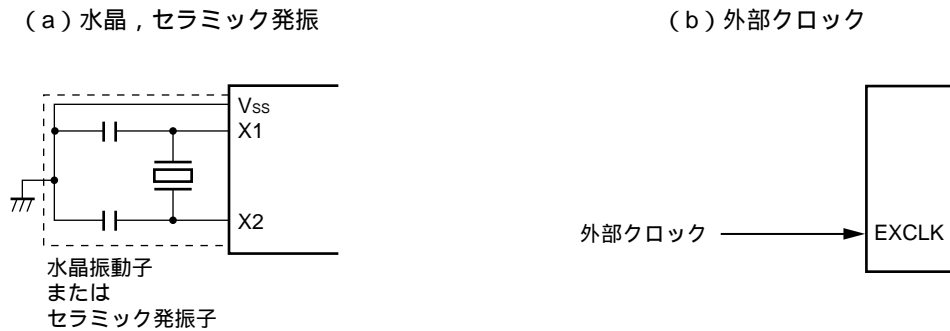 (a)水晶,セラミック発振
(b)外部クロック
VSS
X1
X2
水晶振動子
または
セラミック発振子
外部クロック
EXCLK